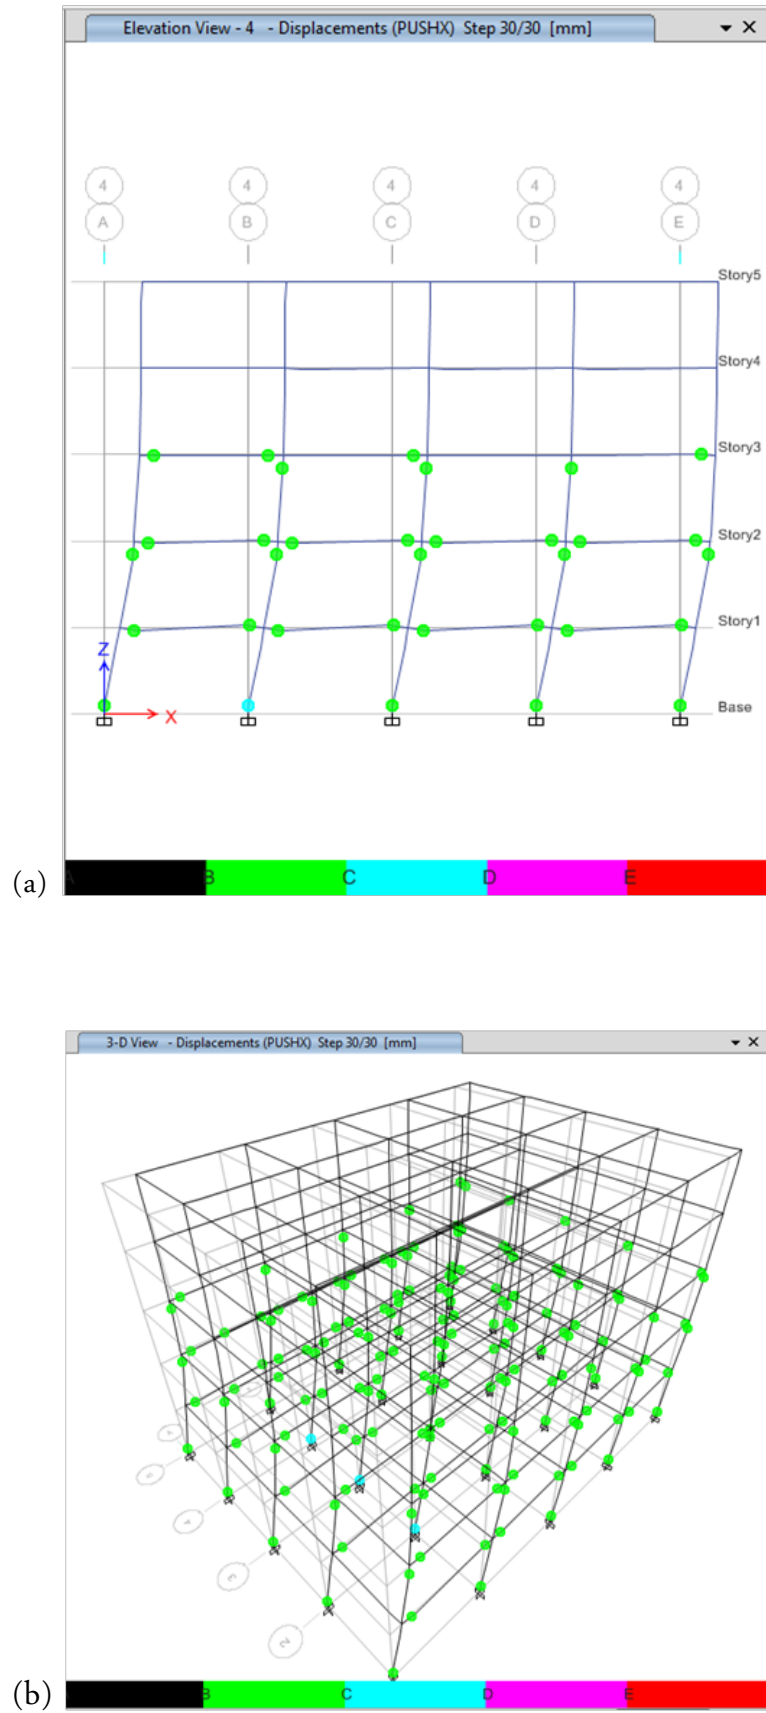 Elevation View - 4 - Displacements (PUSHX) Step 30/30 [mm]
4 4 4 4 4
A B C D E
Story5
Story4
Story3
Story2
Story1
Z
X
Base
A B C D E
(a)
3-D View - Displacements (PUSHX) Step 30/30 [mm]
B C D E
(b)